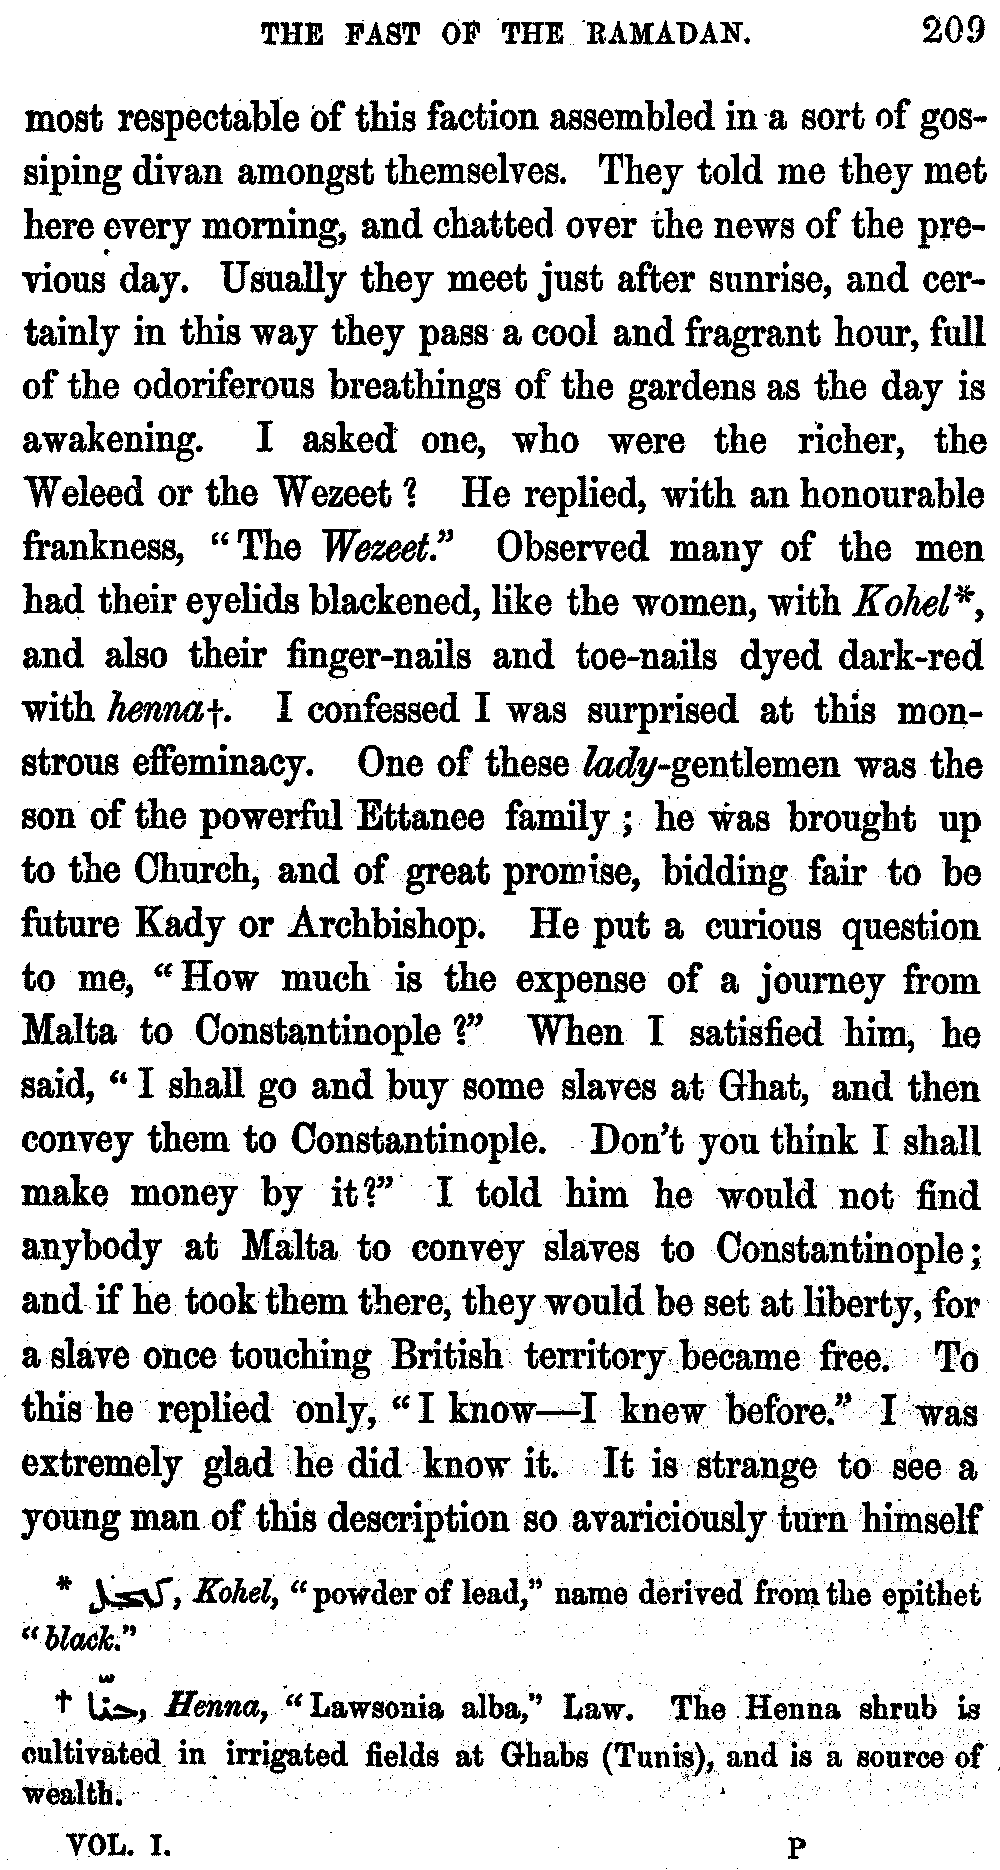 THE FAST OF THE RAMADAN. 209
most respectable of this faction assembled in a sort of gos-
siping divan amongst themselves. They told me they met
here every morning, and chatted over the news of the pre-
vious day. Usually they meet just after sunrise, and cer-
tainly in this way they pass a cool and fragrant hour, full
of the odoriferous breathings of the gardens as the day is
awakening. I asked one, who were the richer, the
Weleed or the Wezeet? He replied, with an honourable
frankness, "The Wezeet." Observed many of the men
had their eyelids blackened, like the women, with Kohel*,
and also their finger-nails and toe-nails dyed dark-red
with henna†. I confessed I was surprised at this mon-
strous effeminacy. One of these lady-gentlemen was the
son of the powerful Ettanee family; he was brought up
to the Church, and of great promise, bidding fair to be
future Kady or Archbishop. He put a curious question
to me, "How much is the expense of a journey from
Malta to Constantinople?" When I satisfied him, he
said, "I shall go and buy some slaves at Ghat, and then
convey them to Constantinople. Don't you think I shall
make money by it?" I told him he would not find
anybody at Malta to convey slaves to Constantinople;
and if he took them there, they would be set at liberty, for
a slave once touching British territory became free. To
this he replied only, "I know—I knew before." I was
extremely glad he did know it. It is strange to see a
young man of this description so avariciously turn himself
* كحل, Kohel, "powder of lead," name derived from the epithet
"black."
† حنّا, Henna, "Lawsonia alba," Law. The Henna shrub is
cultivated in irrigated fields at Ghabs (Tunis), and is a source of
wealth.
VOL. I. P